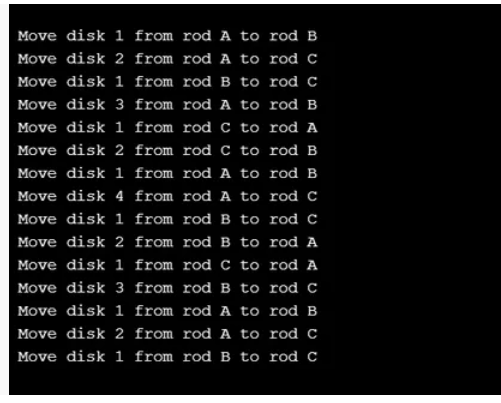 Move disk 1 from rod A to rod B
Move disk 2 from rod A to rod C
Move disk 1 from rod B to rod C
Move disk 3 from rod A to rod B
Move disk 1 from rod C to rod A
Move disk 2 from rod C to rod B
Move disk 1 from rod A to rod B
Move disk 4 from rod A to rod C
Move disk 1 from rod B to rod C
Move disk 2 from rod B to rod A
Move disk 1 from rod C to rod A
Move disk 3 from rod B to rod C
Move disk 1 from rod A to rod B
Move disk 2 from rod A to rod C
Move disk 1 from rod B to rod C